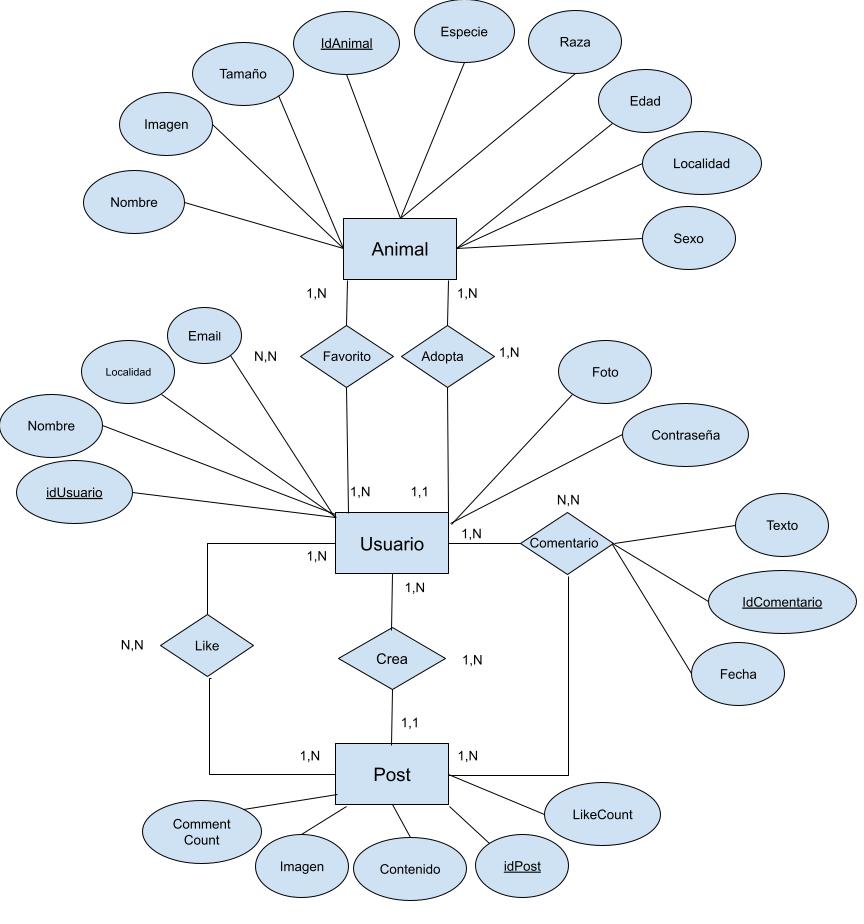 Especie
IdAnimal
Raza
Tamaño
Edad
Imagen
Localidad
Nombre
Sexo
Animal
1,N
1,N
Email
N,N
Favorito
Adopta
1,N
Localidad
Foto
Nombre
Contraseña
idUsuario
1,N
1,1
N,N
Texto
Usuario
1,N
Comentario
1,N
1,N
IdComentario
N,N
Like
Crea
1,N
Fecha
1,1
1,N
1,N
Post
LikeCount
Comment
Count
Imagen
Contenido
idPost